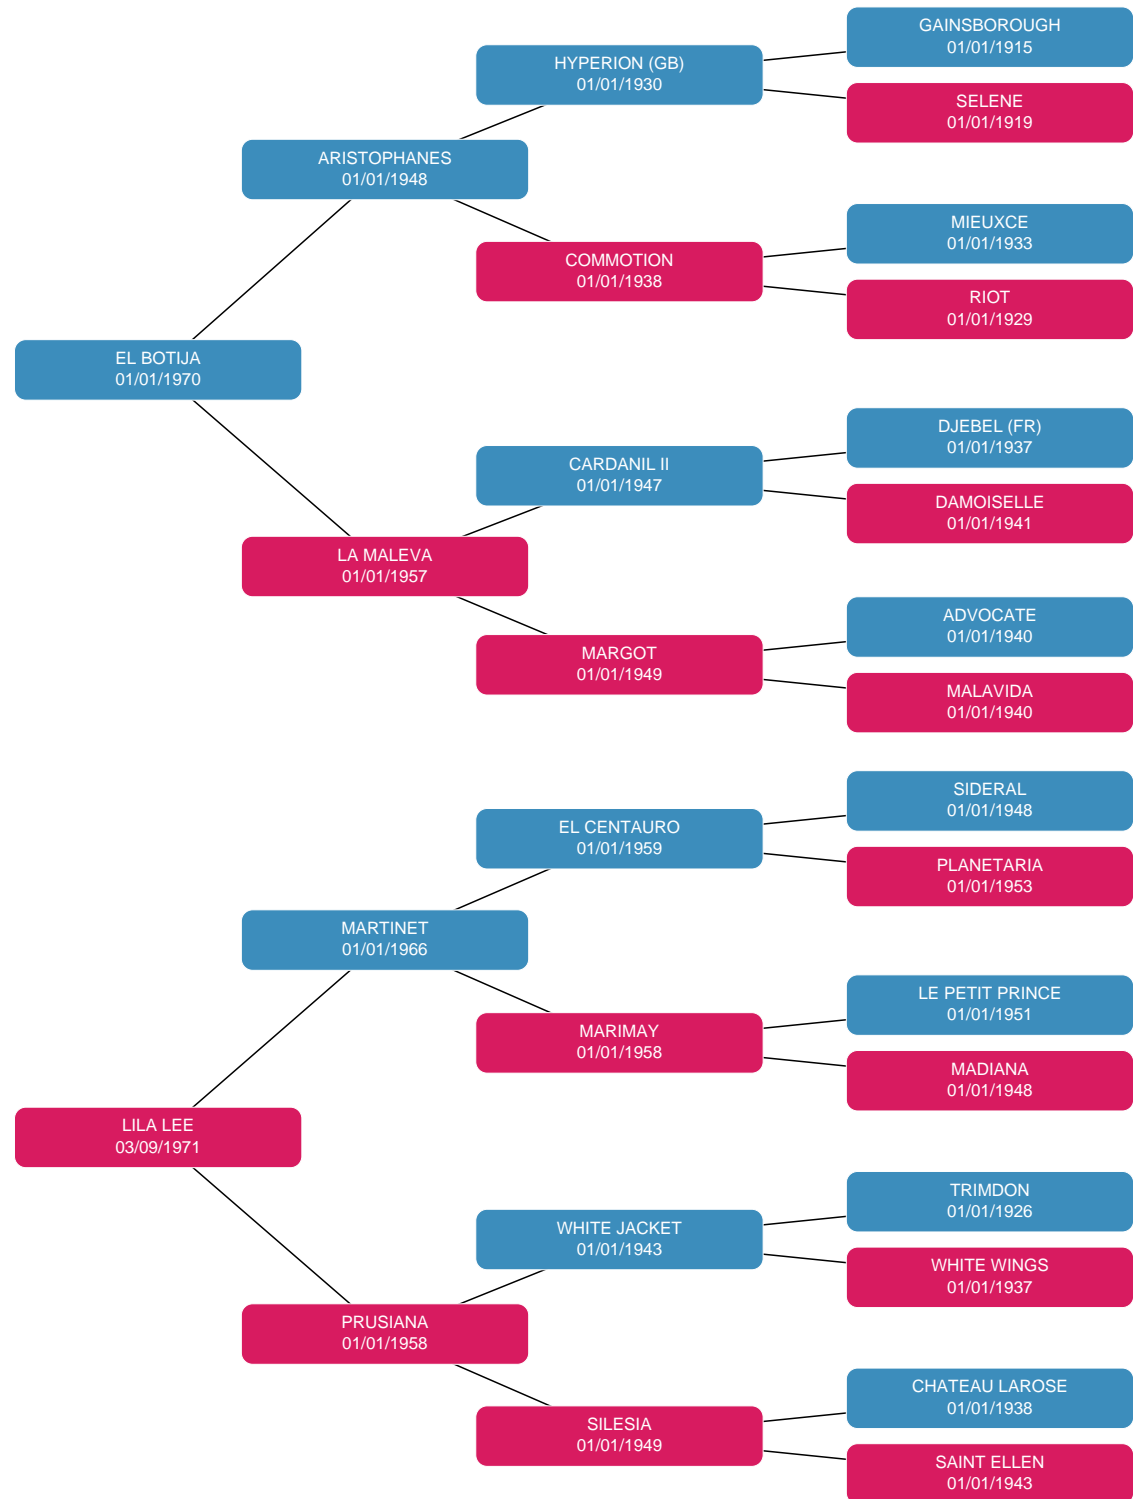 GAINSBOROUGH
01/01/1915
HYPERION (GB)
01/01/1930
SELENE
01/01/1919
ARISTOPHANES
01/01/1948
MIEUXCE
01/01/1933
COMMOTION
01/01/1938
RIOT
01/01/1929
EL BOTIJA
01/01/1970
DJEBEL (FR)
01/01/1937
CARDANIL II
01/01/1947
DAMOISELLE
01/01/1941
LA MALEVA
01/01/1957
ADVOCATE
01/01/1940
MARGOT
01/01/1949
MALAVIDA
01/01/1940
SIDERAL
01/01/1948
EL CENTAURO
01/01/1959
PLANETARIA
01/01/1953
MARTINET
01/01/1966
LE PETIT PRINCE
01/01/1951
MARIMAY
01/01/1958
MADIANA
01/01/1948
LILA LEE
03/09/1971
TRIMDON
01/01/1926
WHITE JACKET
01/01/1943
WHITE WINGS
01/01/1937
PRUSIANA
01/01/1958
CHATEAU LAROSE
01/01/1938
SILESIA
01/01/1949
SAINT ELLEN
01/01/1943